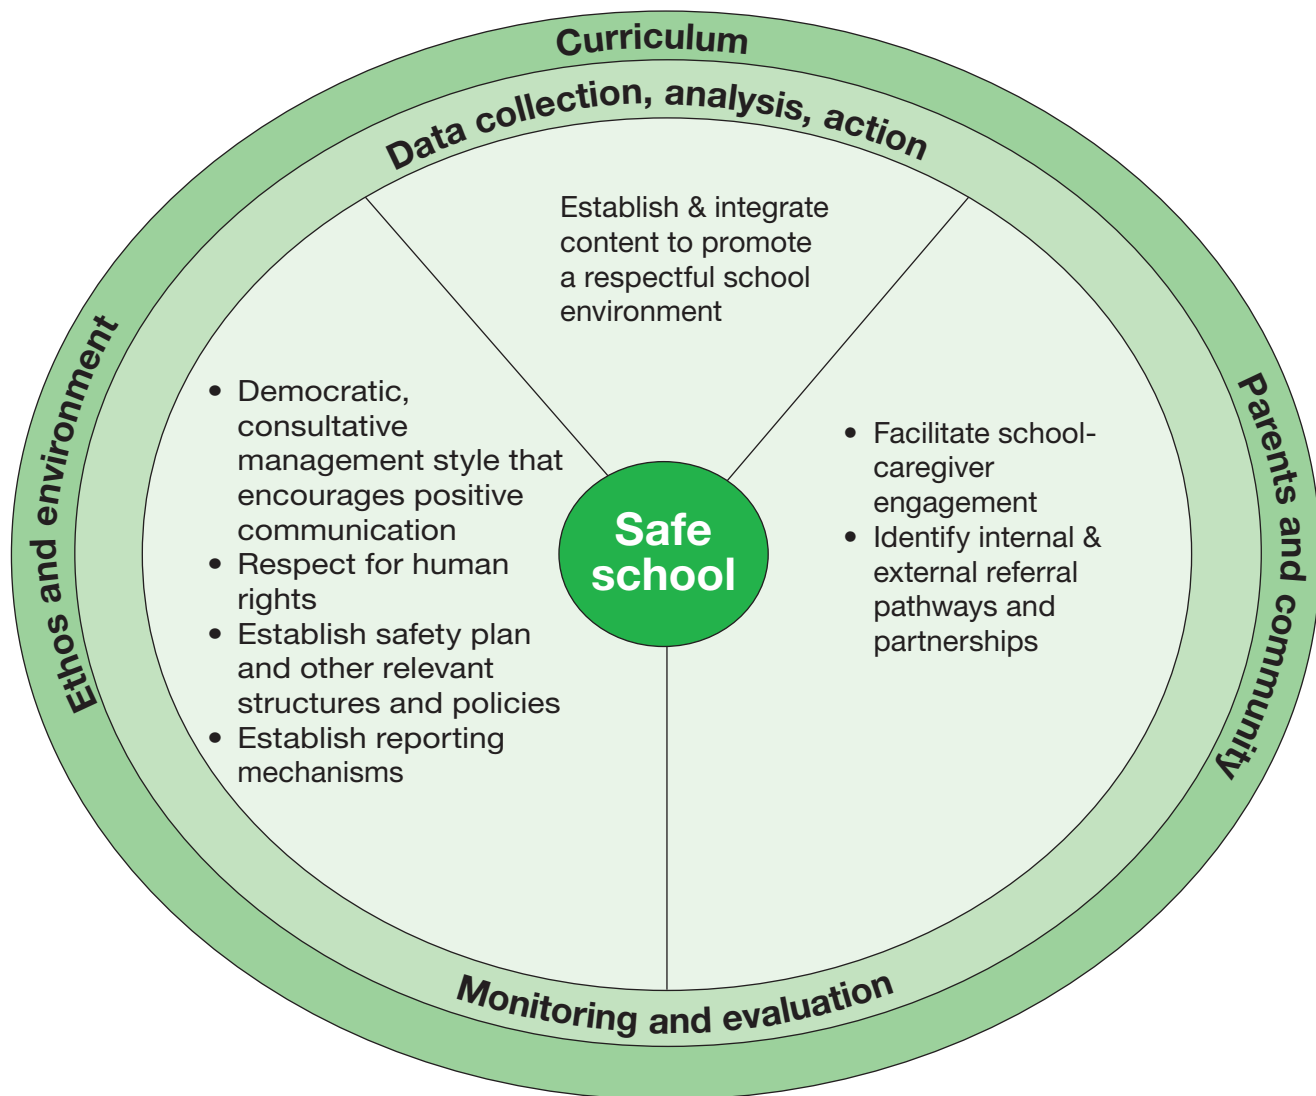 Curriculum
Data collection, analysis, action
Establish & integrate
content to promote
a respectful school
environment
Ethos and environment
• Democratic,
consultative
management style that
encourages positive
communication
• Respect for human
rights
• Establish safety plan
and other relevant
structures and policies
• Establish reporting
mechanisms
Safe
school
• Facilitate school-
caregiver
engagement
• Identify internal &
external referral
pathways and
partnerships
Parents and community
Monitoring and evaluation